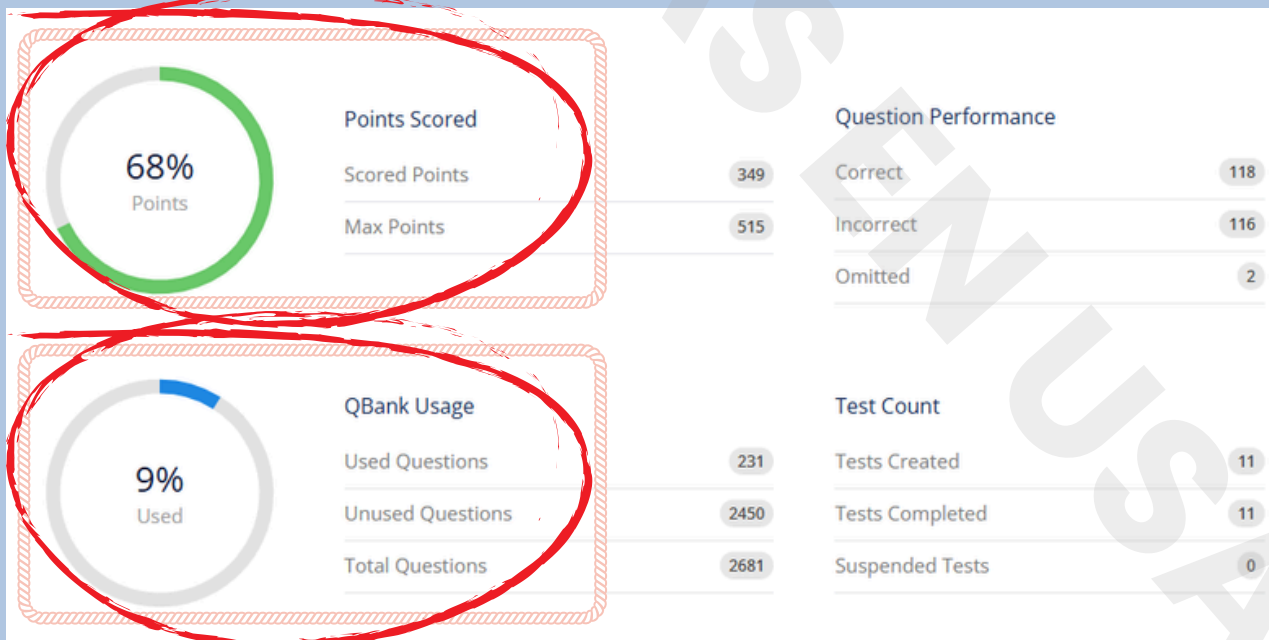 68%
Points
Points Scored
Scored Points 349
Max Points 515
Question Performance
Correct 118
Incorrect 116
Omitted 2
9%
Used
QBank Usage
Used Questions 231
Unused Questions 2450
Total Questions 2681
Test Count
Tests Created 11
Tests Completed 11
Suspended Tests 0
S EN USA